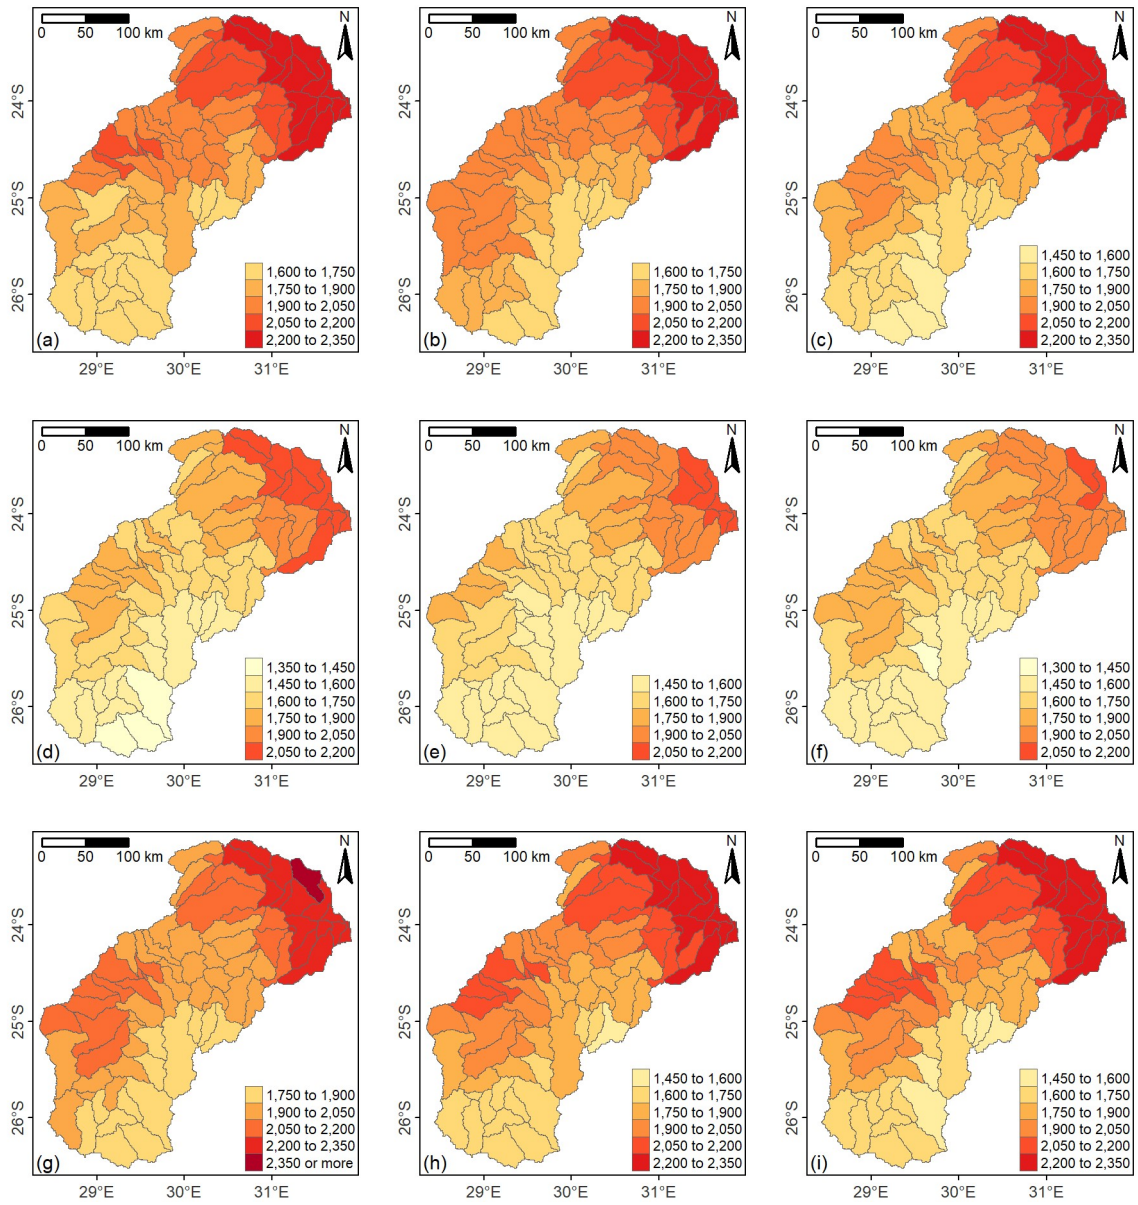 N
0 50 100 km
24°S
25°S
26°S
1,600 to 1,750
1,750 to 1,900
1,900 to 2,050
2,050 to 2,200
2,200 to 2,350
(a)
29°E 30°E 31°E
N
0 50 100 km
24°S
25°S
26°S
1,600 to 1,750
1,750 to 1,900
1,900 to 2,050
2,050 to 2,200
2,200 to 2,350
(b)
29°E 30°E 31°E
N
0 50 100 km
24°S
25°S
26°S
1,450 to 1,600
1,600 to 1,750
1,750 to 1,900
1,900 to 2,050
2,050 to 2,200
2,200 to 2,350
(c)
29°E 30°E 31°E
N
0 50 100 km
24°S
25°S
26°S
1,350 to 1,450
1,450 to 1,600
1,600 to 1,750
1,750 to 1,900
1,900 to 2,050
2,050 to 2,200
(d)
29°E 30°E 31°E
N
0 50 100 km
24°S
25°S
26°S
1,450 to 1,600
1,600 to 1,750
1,750 to 1,900
1,900 to 2,050
2,050 to 2,200
(e)
29°E 30°E 31°E
N
0 50 100 km
24°S
25°S
26°S
1,300 to 1,450
1,450 to 1,600
1,600 to 1,750
1,750 to 1,900
1,900 to 2,050
2,050 to 2,200
(f)
29°E 30°E 31°E
N
0 50 100 km
24°S
25°S
26°S
1,750 to 1,900
1,900 to 2,050
2,050 to 2,200
2,200 to 2,350
2,350 or more
(g)
29°E 30°E 31°E
N
0 50 100 km
24°S
25°S
26°S
1,450 to 1,600
1,600 to 1,750
1,750 to 1,900
1,900 to 2,050
2,050 to 2,200
2,200 to 2,350
(h)
29°E 30°E 31°E
N
0 50 100 km
24°S
25°S
26°S
1,450 to 1,600
1,600 to 1,750
1,750 to 1,900
1,900 to 2,050
2,050 to 2,200
2,200 to 2,350
(i)
29°E 30°E 31°E